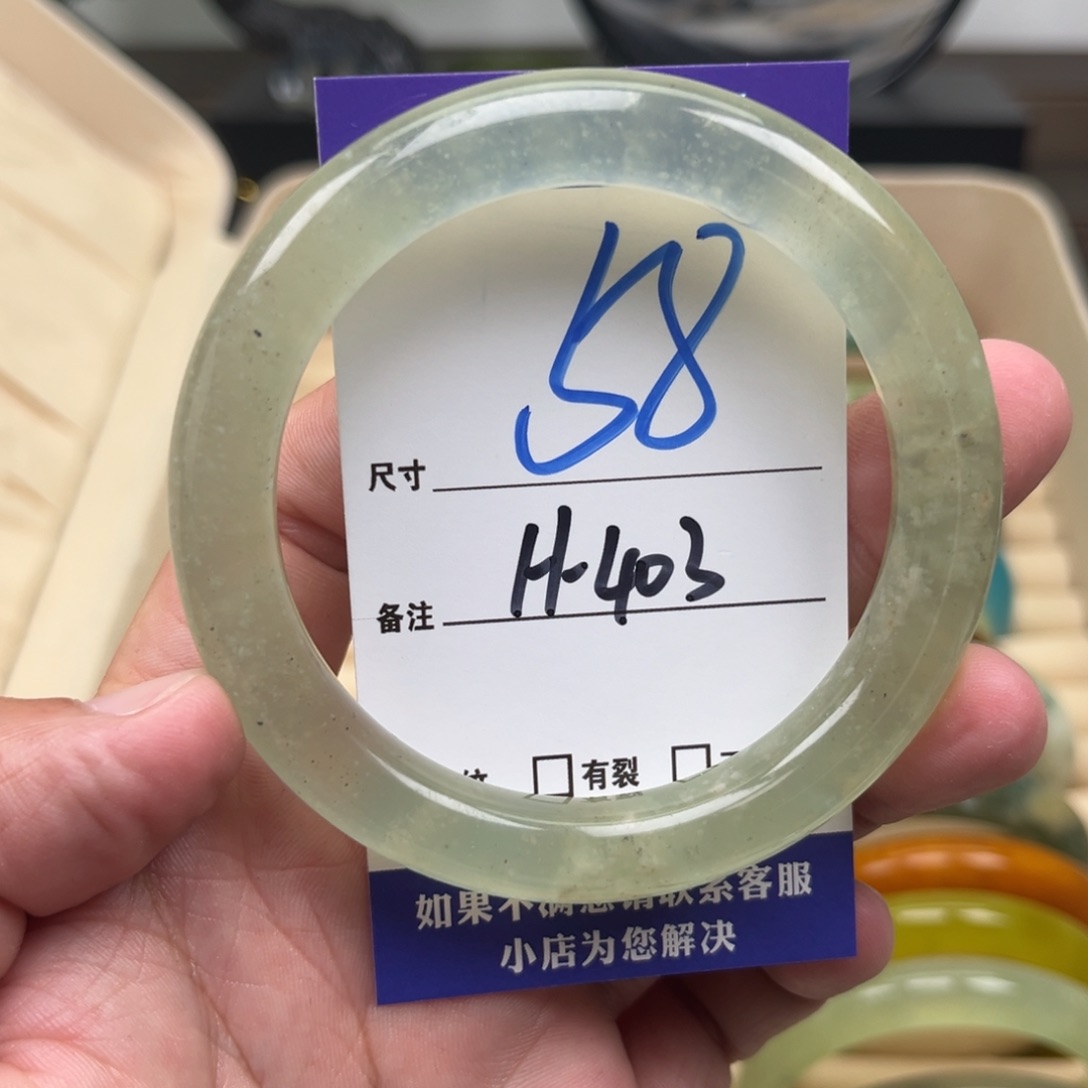 58
尺寸
H-403
备注
纹 □ 有裂 □
如果不满意请联系客服
小店为您解决